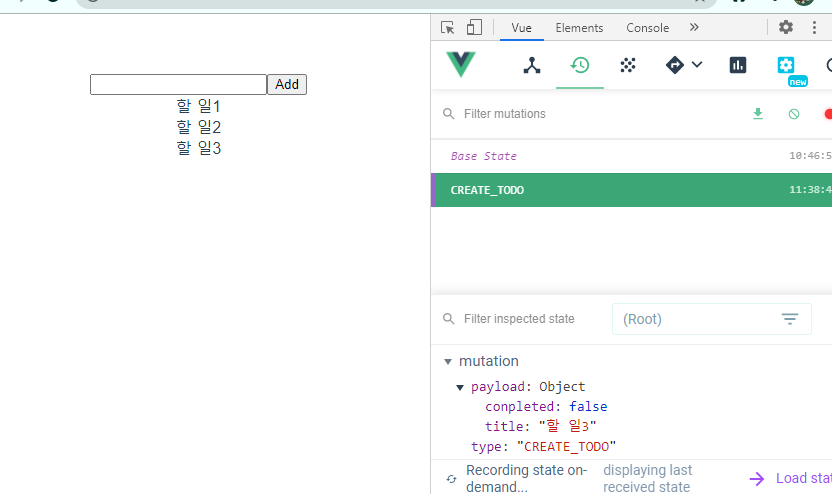 Add
할 일1
할 일2
할 일3
Vue Elements Console »
new
Filter mutations
Base State 10:46:5
CREATE_TODO 11:38:4
Filter inspected state (Root)
mutation
payload: Object
conpleted: false
title: "할 일3"
type: "CREATE_TODO"
Recording state on-
demand...
displaying last
received state
Load stat